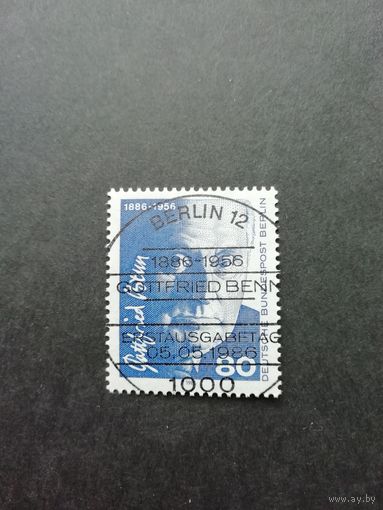 1886-1956
BERLIN 12
1886-1956
GOTTFRIED BENN
ERSTAUSGABETAG
05.05.1986
1000
Gottfried Benn
80
DEUTSCHE BUNDESPOST BERLIN
www.ay.by